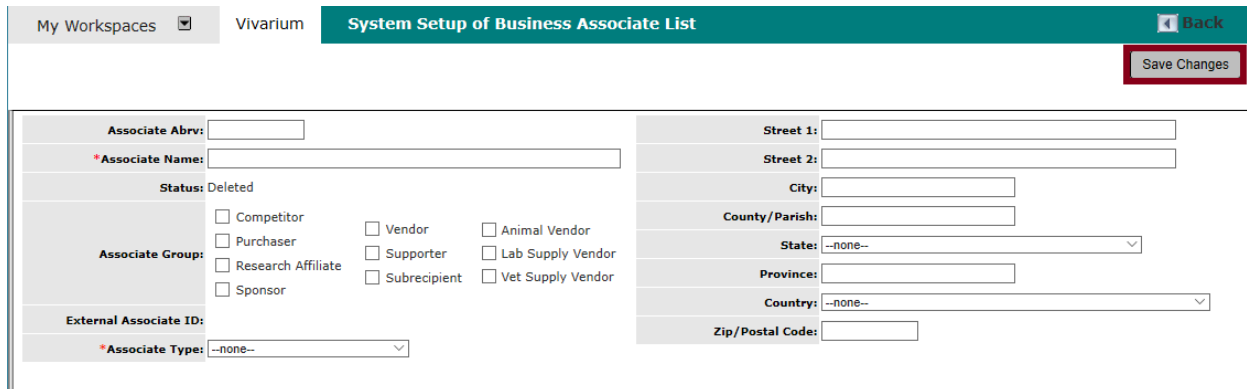 My Workspaces Vivarium System Setup of Business Associate List Back
Save Changes
Associate Abrv:
*Associate Name:
Status: Deleted
Associate Group:
Competitor
Purchaser
Research Affiliate
Sponsor
Vendor
Supporter
Subrecipient
Animal Vendor
Lab Supply Vendor
Vet Supply Vendor
External Associate ID:
*Associate Type: --none--
Street 1:
Street 2:
City:
County/Parish:
State: --none--
Province:
Country: --none--
Zip/Postal Code: